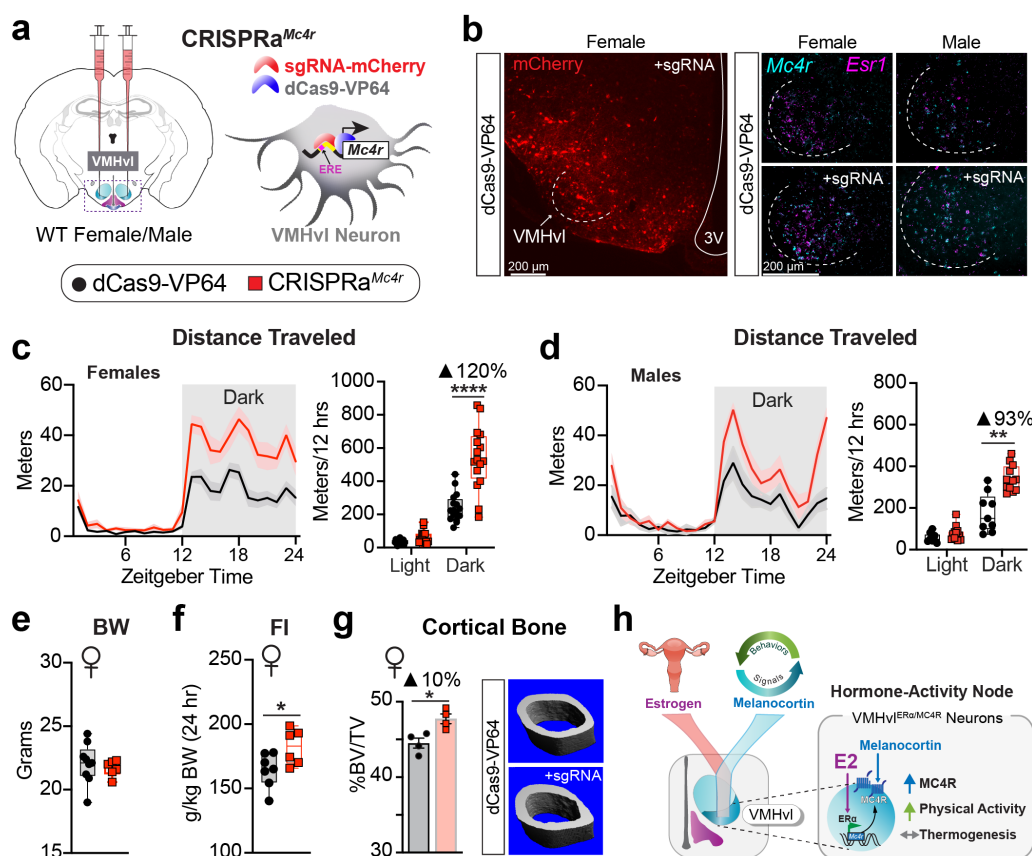 a
CRISPRa^Mc4r
sgRNA-mCherry
dCas9-VP64
VMHvl
Mc4r
ERE
WT Female/Male
VMHvl Neuron
dCas9-VP64 CRISPRa^Mc4r
b
Female
dCas9-VP64
mCherry
+sgRNA
VMHvl
3V
200 µm
Female
Male
dCas9-VP64
Mc4r
Esr1
+sgRNA
+sgRNA
200 µm
c
Distance Traveled
Females
Dark
Meters
60
40
20
0
6 12 18 24
Zeitgeber Time
▲120%
****
Meters/12 hrs
1000
800
600
400
200
0
Light Dark
d
Distance Traveled
Males
Dark
Meters
60
40
20
0
6 12 18 24
Zeitgeber Time
▲93%
**
Meters/12 hrs
800
600
400
200
0
Light Dark
e
BW
♀
Grams
30
25
20
15
f
FI
♀
g/kg BW (24 hr)
250
200
150
100
*
g
Cortical Bone
♀
▲ 10%
*
%BV/TV
50
40
30
dCas9-VP64
+sgRNA
h
Estrogen
Behaviors
Signals
Melanocortin
VMHvl
Hormone-Activity Node
VMHvl^ERα/MC4R Neurons
Melanocortin
E2
MC4R
ERα
Mc4r
MC4R
Physical Activity
Thermogenesis